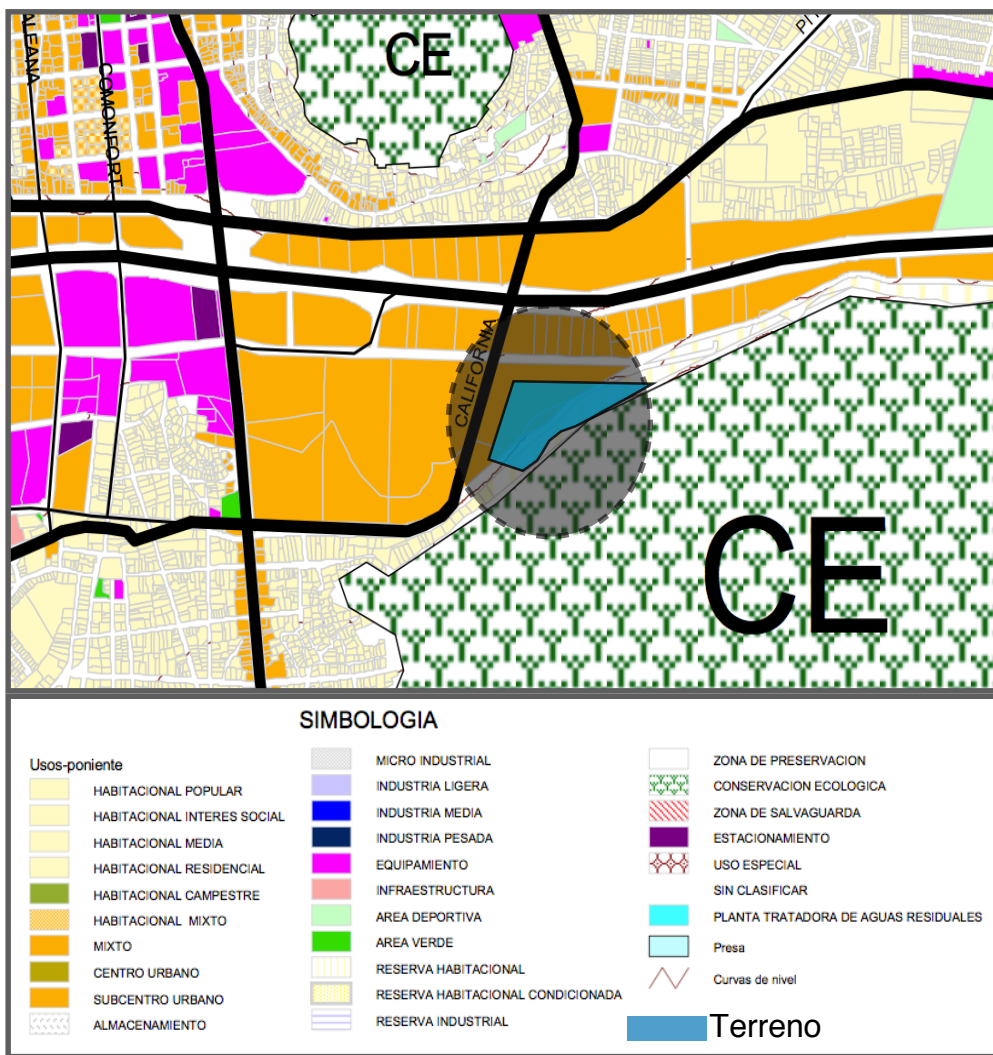 CE
ALEANA
COMONFORT
CALIFORNIA
CE
SIMBOLOGIA
Usos-poniente
HABITACIONAL POPULAR
HABITACIONAL INTERES SOCIAL
HABITACIONAL MEDIA
HABITACIONAL RESIDENCIAL
HABITACIONAL CAMPESTRE
HABITACIONAL MIXTO
MIXTO
CENTRO URBANO
SUBCENTRO URBANO
ALMACENAMIENTO
MICRO INDUSTRIAL
INDUSTRIA LIGERA
INDUSTRIA MEDIA
INDUSTRIA PESADA
EQUIPAMIENTO
INFRAESTRUCTURA
AREA DEPORTIVA
AREA VERDE
RESERVA HABITACIONAL
RESERVA HABITACIONAL CONDICIONADA
RESERVA INDUSTRIAL
ZONA DE PRESERVACION
CONSERVACION ECOLOGICA
ZONA DE SALVAGUARDA
ESTACIONAMIENTO
USO ESPECIAL
SIN CLASIFICAR
PLANTA TRATADORA DE AGUAS RESIDUALES
Presa
Curvas de nivel
Terreno